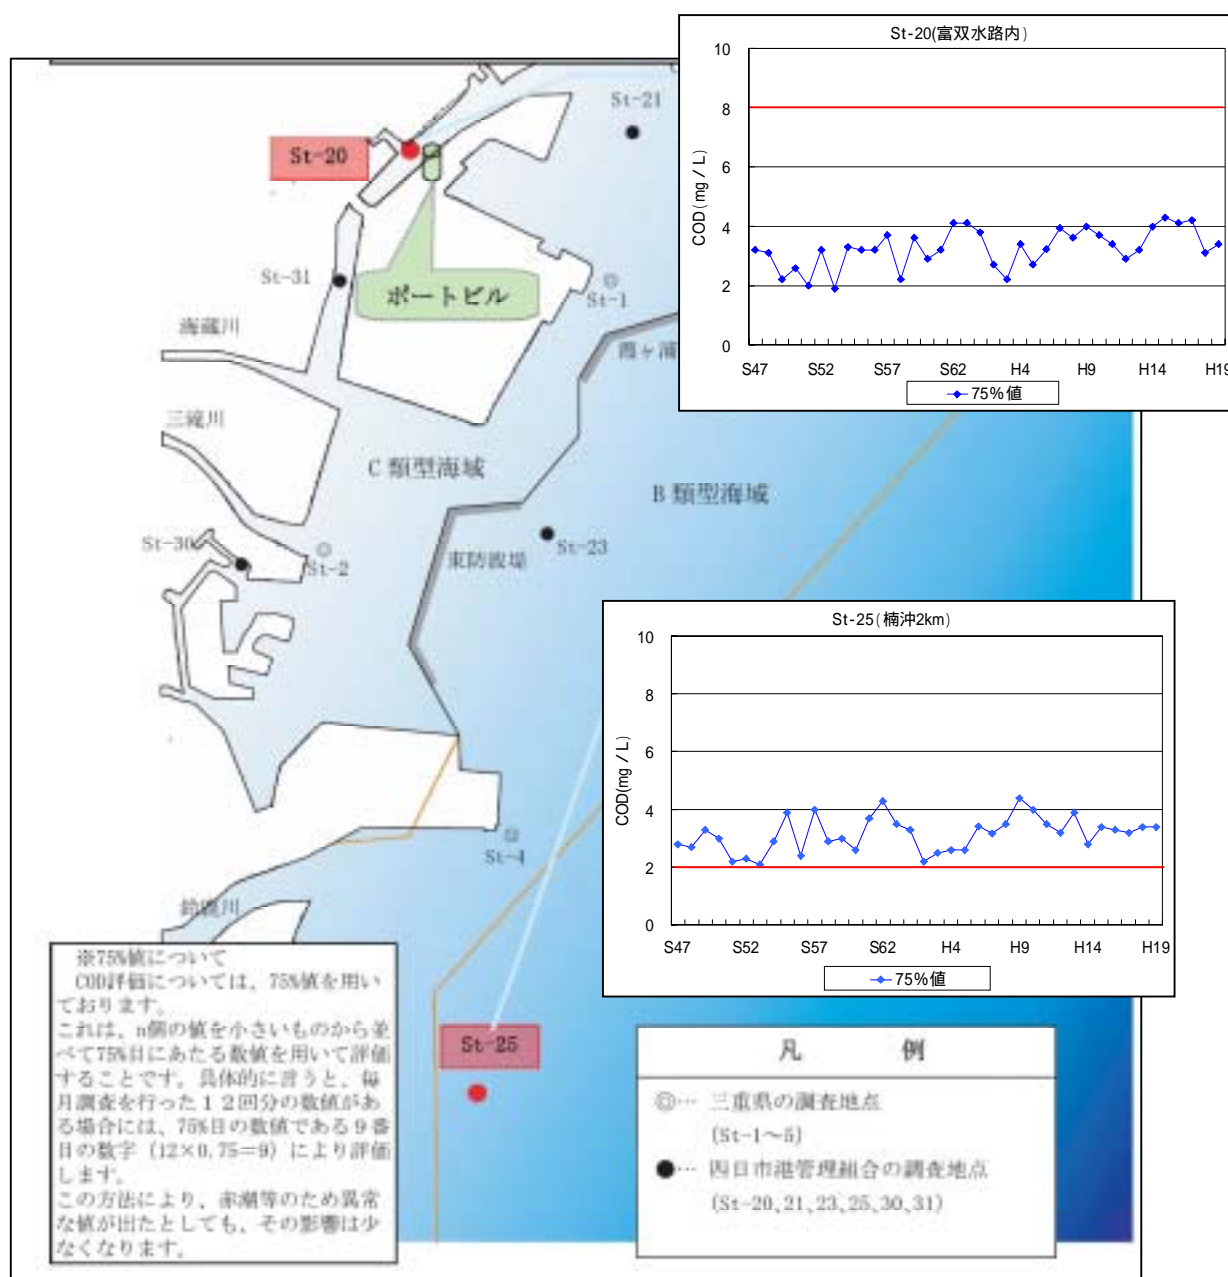 St-20(富双水路内)
COD(mg / L)
10
8
6
4
2
0
S47 S52 S57 S62 H4 H9 H14 H19
75%値
St-21
St-20
St-31
ポートビル
St-1
海蔵川
霞ヶ浦
三滝川
C類型海域
B類型海域
St-30
St-2
St-23
東防波堤
St-4
鈴鹿川
St-25(楠沖2km)
COD(mg / L)
10
8
6
4
2
0
S47 S52 S57 S62 H4 H9 H14 H19
75%値
※75%値について
COD評価については、75%値を用い
ております。
これは、n個の値を小さいものから並
べて75%目にあたる数値を用いて評価
することです。具体的に言うと、毎
月調査を行った12回分の数値があ
る場合には、75%目の数値である9番
目の数字(12×0.75=9)により評価
します。
この方法により、赤潮等のため異常
な値が出たとしても、その影響は少
なくなります。
St-25
凡 例
◎… 三重県の調査地点
(St-1~5)
●… 四日市港管理組合の調査地点
(St-20,21,23,25,30,31)